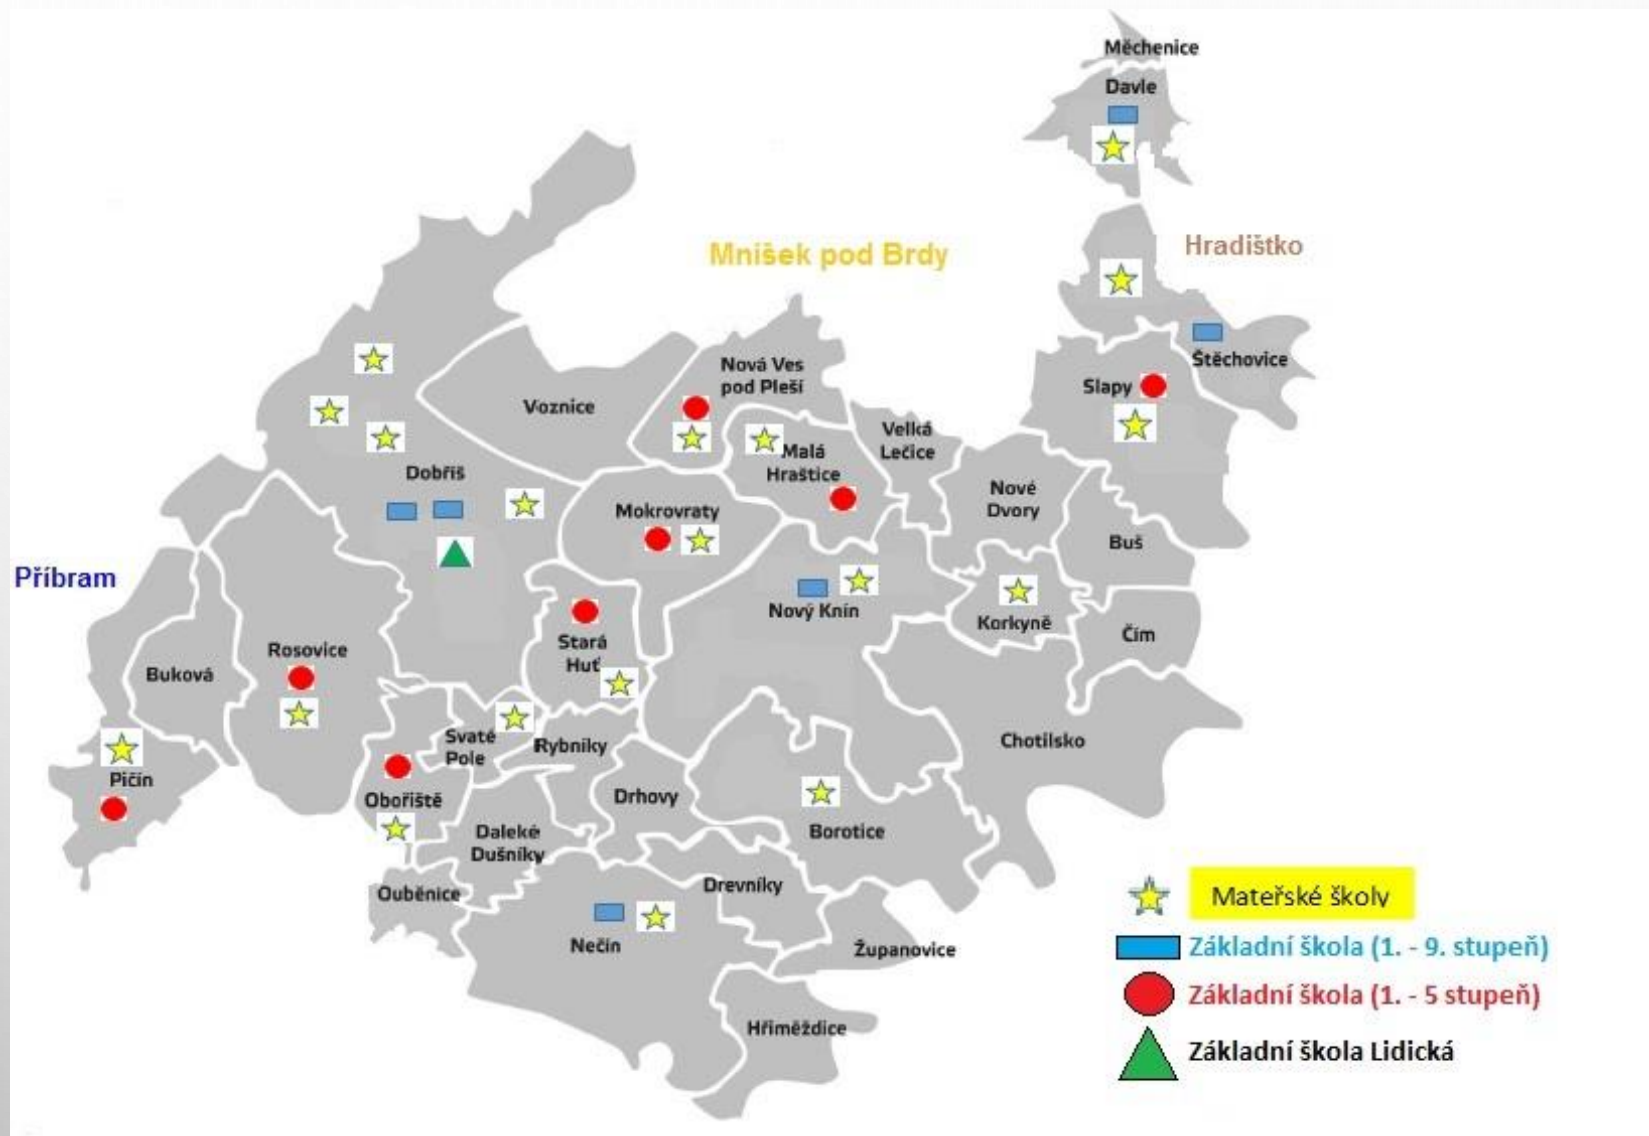 Měchenice
Davle
Mníšek pod Brdy
Hradištko
Štěchovice
Slapy
Nová Ves
pod Pleší
Voznice
Velká
Lečice
Malá
Hraštice
Dobříš
Nové
Dvory
Mokrovraty
Buš
Příbram
Nový Knín
Korkyně
Čím
Stará
Huť
Rosovice
Buková
Svaté
Pole
Rybníky
Chotilsko
Pičín
Obořiště
Drhovy
Borotice
Daleké
Dušníky
Drevníky
Ouběnice
Nečín
Županovice
Hříměždice
Mateřské školy
Základní škola (1. - 9. stupeň)
Základní škola (1. - 5 stupeň)
Základní škola Lidická